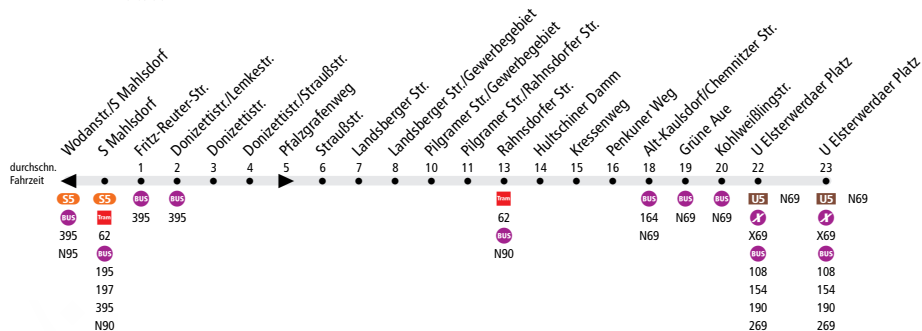 Wodanstr./S Mahlsdorf
S Mahlsdorf
Fritz-Reuter-Str.
Donizettistr./Lemkestr.
Donizettistr.
Donizettistr./Straußstr.
Pfalzgrafenweg
Straußstr.
Landsberger Str.
Landsberger Str./Gewerbegebiet
Pilgramer Str./Gewerbegebiet
Pilgramer Str./Rahnsdorfer Str.
Rahnsdorfer Str.
Hultschiner Damm
Kressenweg
Penkuner Weg
Alt-Kaulsdorf/Chemnitzer Str.
Grüne Aue
Kohlweißlingstr.
U Elsterwerdaer Platz
U Elsterwerdaer Platz
durchschn. 1 2 3 4 5 6 7 8 10 11 13 14 15 16 18 19 20 22 23
Fahrzeit
S5 S5 BUS BUS Tram BUS BUS BUS U5 N69 U5 N69
BUS Tram 395 395 62 164 N69 N69 X X
395 62 BUS N69 X69 X69
N95 BUS N90 BUS BUS
195 108 108
197 154 154
395 190 190
N90 269 269